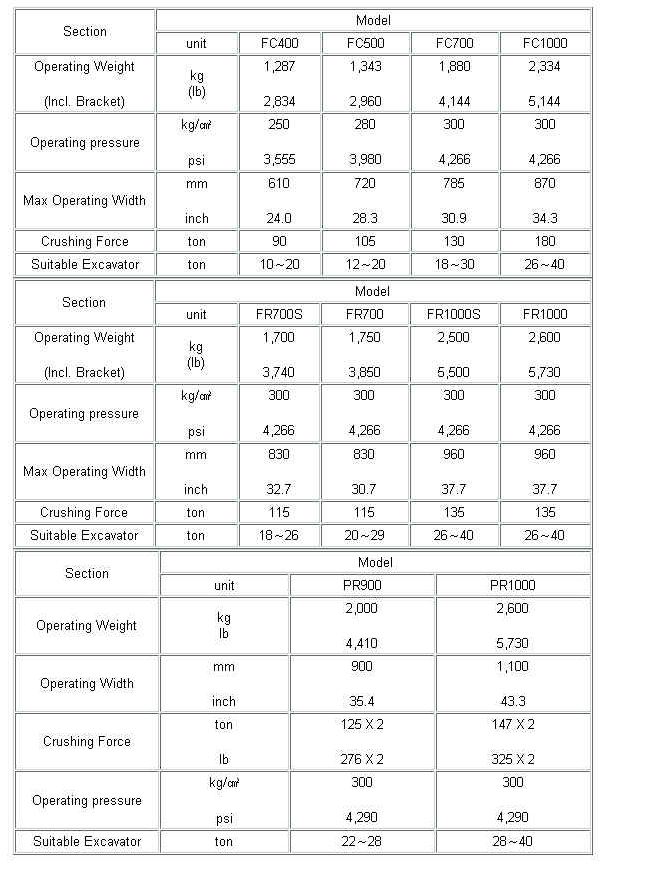 Section Model
unit FC400 FC500 FC700 FC1000
Operating Weight kg 1,287 1,343 1,880 2,334
(Incl. Bracket) (lb) 2,834 2,960 4,144 5,144
Operating pressure kg/㎠ 250 280 300 300
psi 3,555 3,980 4,266 4,266
Max Operating Width mm 610 720 785 870
inch 24.0 28.3 30.9 34.3
Crushing Force ton 90 105 130 180
Suitable Excavator ton 10~20 12~20 18~30 26~40
Section Model
unit FR700S FR700 FR1000S FR1000
Operating Weight kg 1,700 1,750 2,500 2,600
(Incl. Bracket) (lb) 3,740 3,850 5,500 5,730
Operating pressure kg/㎠ 300 300 300 300
psi 4,266 4,266 4,266 4,266
Max Operating Width mm 830 830 960 960
inch 32.7 30.7 37.7 37.7
Crushing Force ton 115 115 135 135
Suitable Excavator ton 18~26 20~29 26~40 26~40
Section Model
unit PR900 PR1000
Operating Weight kg 2,000 2,600
lb 4,410 5,730
Operating Width mm 900 1,100
inch 35.4 43.3
Crushing Force ton 125 X 2 147 X 2
lb 276 X 2 325 X 2
Operating pressure kg/㎠ 300 300
psi 4,290 4,290
Suitable Excavator ton 22~28 28~40